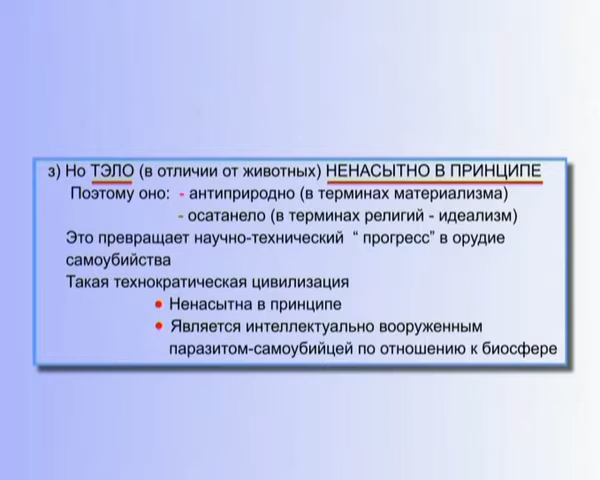 з) Но ТЭЛО (в отличии от животных) НЕНАСЫТНО В ПРИНЦИПЕ
Поэтому оно: - антиприродно (в терминах материализма)
- осатанело (в терминах религий - идеализм)
Это превращает научно-технический “ прогресс” в орудие
самоубийства
Такая технократическая цивилизация
• Ненасытна в принципе
• Является интеллектуально вооруженным
паразитом-самоубийцей по отношению к биосфере